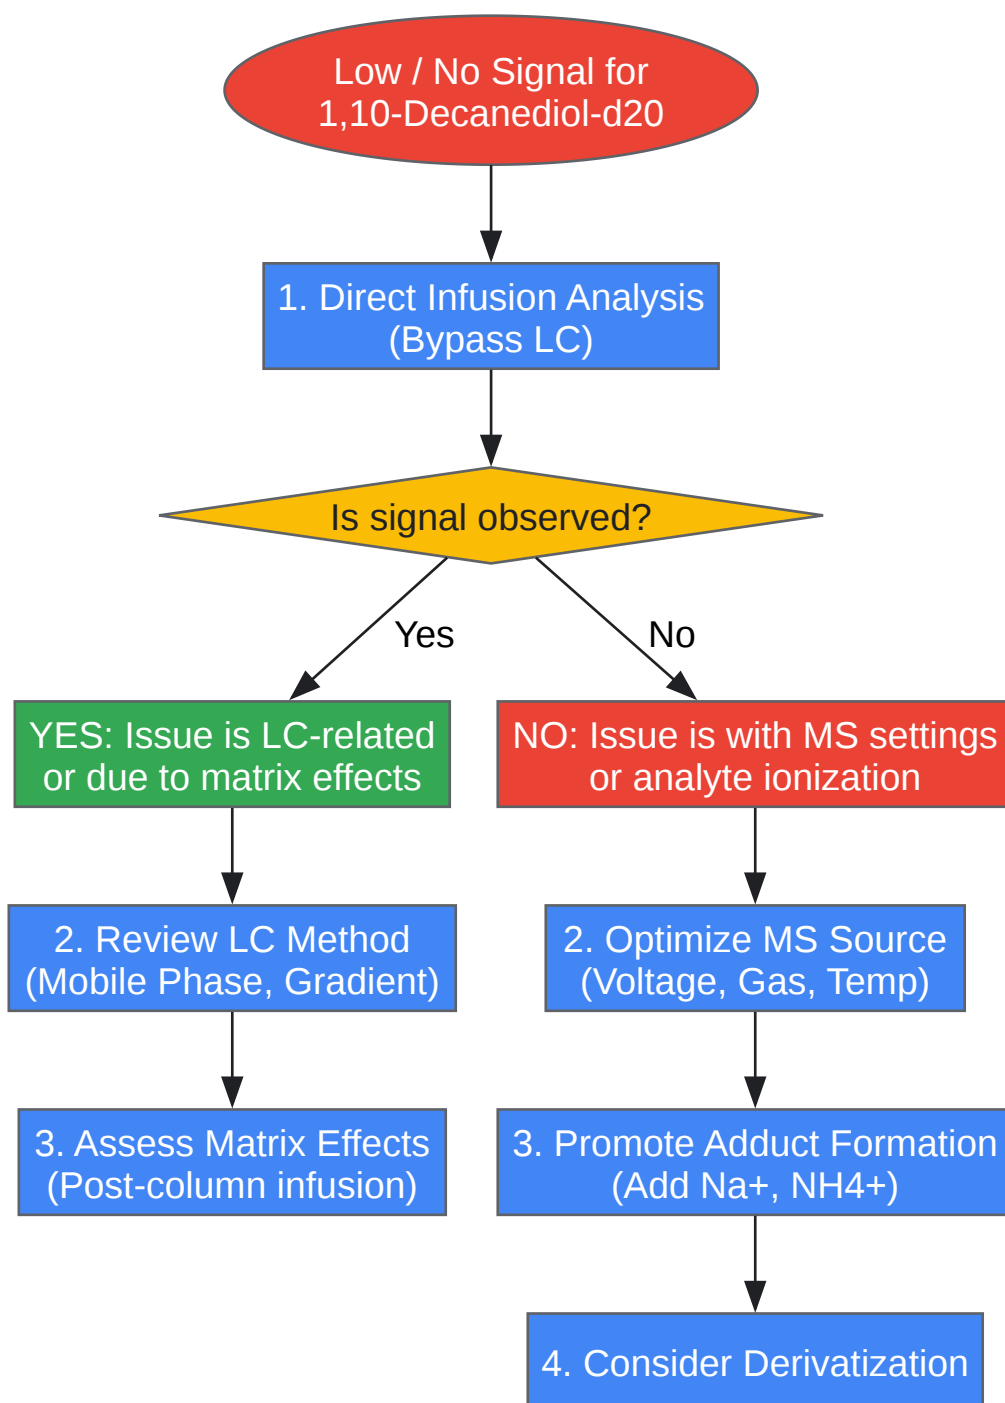 Low / No Signal for
1,10-Decanediol-d20
1. Direct Infusion Analysis
(Bypass LC)
Is signal observed?
Yes
No
YES: Issue is LC-related
or due to matrix effects
NO: Issue is with MS settings
or analyte ionization
2. Review LC Method
(Mobile Phase, Gradient)
2. Optimize MS Source
(Voltage, Gas, Temp)
3. Assess Matrix Effects
(Post-column infusion)
3. Promote Adduct Formation
(Add Na+, NH4+)
4. Consider Derivatization